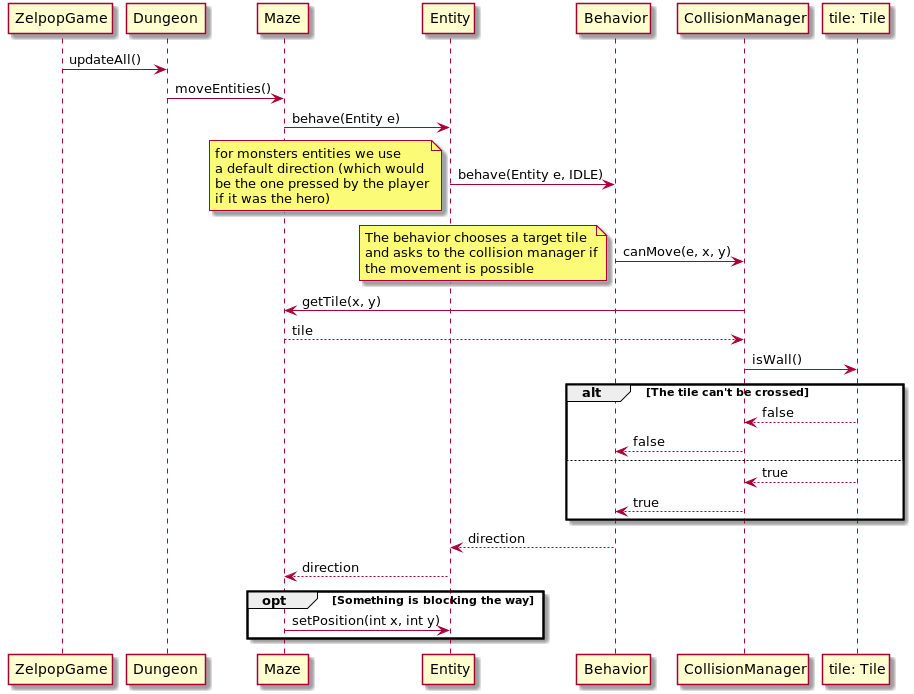 ZelpopGame Dungeon Maze Entity Behavior CollisionManager tile: Tile
updateAll()
moveEntities()
behave(Entity e)
for monsters entities we use
a default direction (which would
be the one pressed by the player
if it was the hero)
behave(Entity e, IDLE)
The behavior chooses a target tile
and asks to the collision manager if
the movement is possible
canMove(e, x, y)
getTile(x, y)
tile
isWall()
alt [The tile can't be crossed]
false
false
true
true
direction
direction
opt [Something is blocking the way]
setPosition(int x, int y)
ZelpopGame Dungeon Maze Entity Behavior CollisionManager tile: Tile